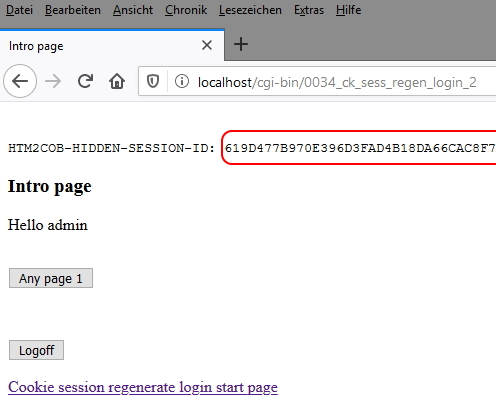 Datei Bearbeiten Ansicht Chronik Lesezeichen Extras Hilfe
Intro page
localhost/cgi-bin/0034_ck_sess_regen_login_2
HTM2COB-HIDDEN-SESSION-ID: 619D477B970E396D3FAD4B18DA66CAC8F7
Intro page
Hello admin
Any page 1
Logoff
Cookie session regenerate login start page